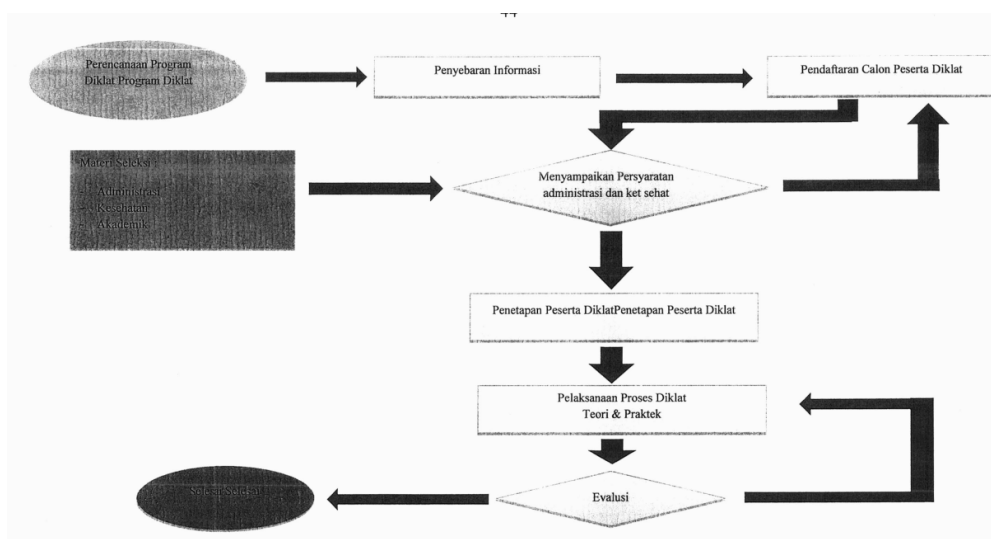 44
Perencanaan Program
Diklat Program Diklat
Penyebaran Informasi
Pendaftaran Calon Peserta Diklat
Materi Seleksi :
- Administrasi
- Kesehatan
- Akademik
Menyampaikan Persyaratan
administrasi dan ket sehat
Penetapan Peserta DiklatPenetapan Peserta Diklat
Pelaksanaan Proses Diklat
Teori & Praktek
Evalusi